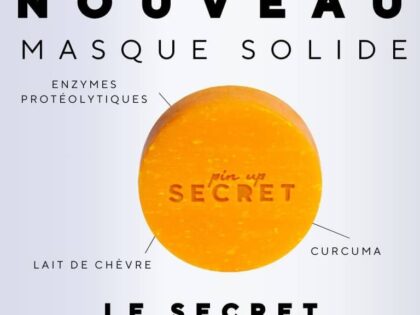 NOUVEAU
MASQUE SOLIDE
ENZYMES
PROTÉOLYTIQUES
pin up
SECRET
CURCUMA
LAIT DE CHÈVRE
LE SECRET